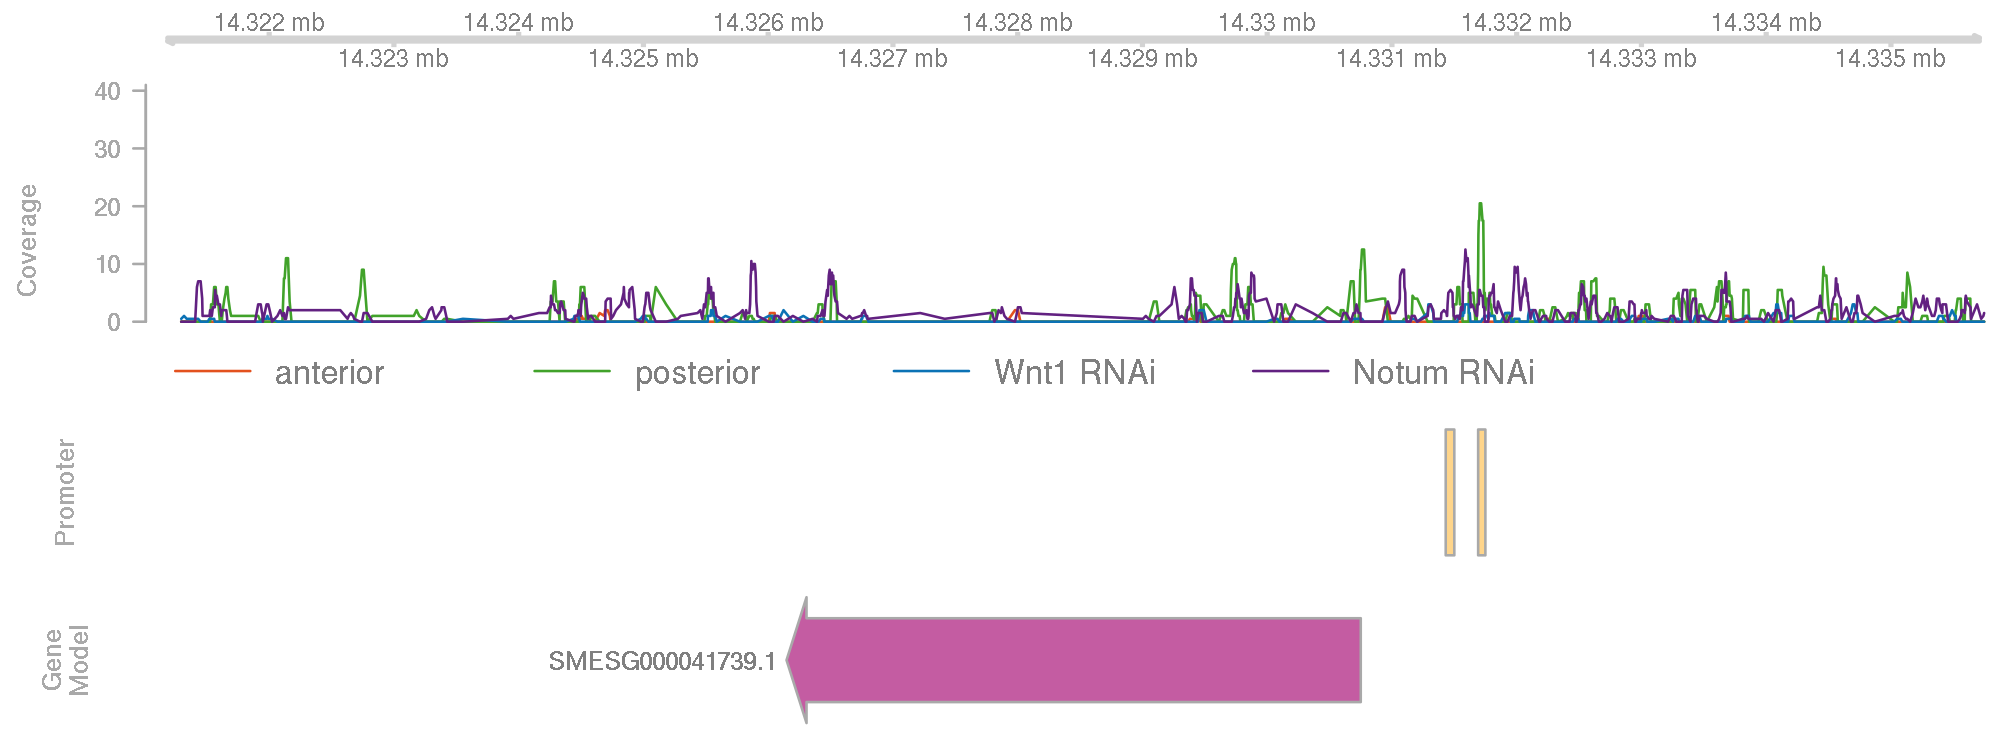 14.322 mb 14.324 mb 14.326 mb 14.328 mb 14.33 mb 14.332 mb 14.334 mb
14.323 mb 14.325 mb 14.327 mb 14.329 mb 14.331 mb 14.333 mb 14.335 mb
Coverage
40
30
20
10
0
anterior posterior Wnt1 RNAi Notum RNAi
Promoter
Gene
Model
SMESG000041739.1